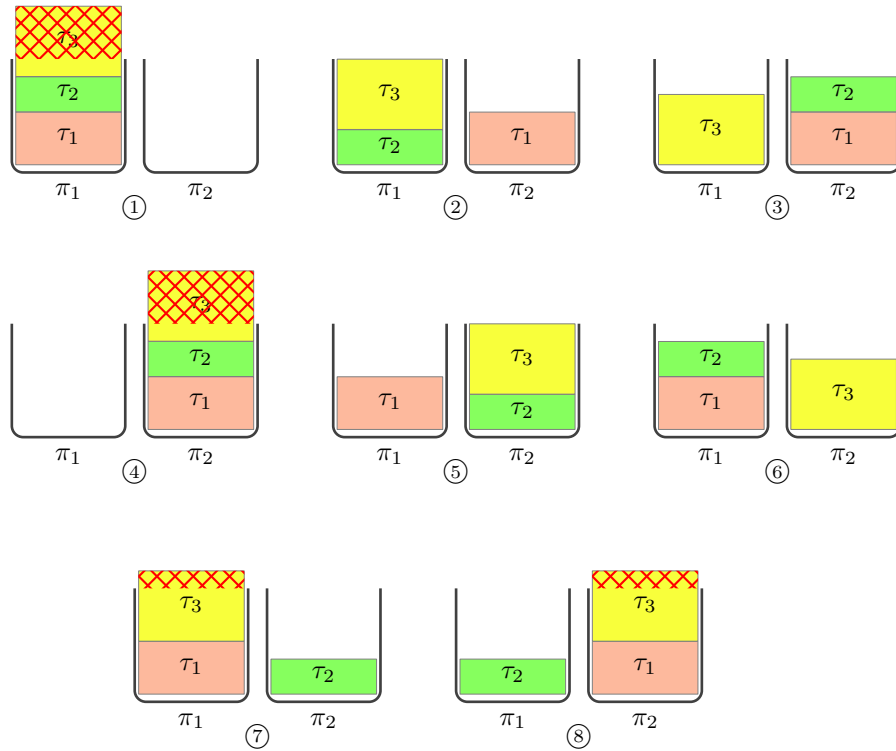 τ3 τ3
τ2 τ3 τ2
τ1 τ2 τ1 τ1
π1 π2 π1 π2 π1 π2
① ② ③
τ3
τ2 τ3 τ2
τ1 τ1 τ2 τ1 τ3
π1 π2 π1 π2 π1 π2
④ ⑤ ⑥
τ3 τ3
τ1 τ2 τ2 τ1
π1 π2 π1 π2
⑦ ⑧